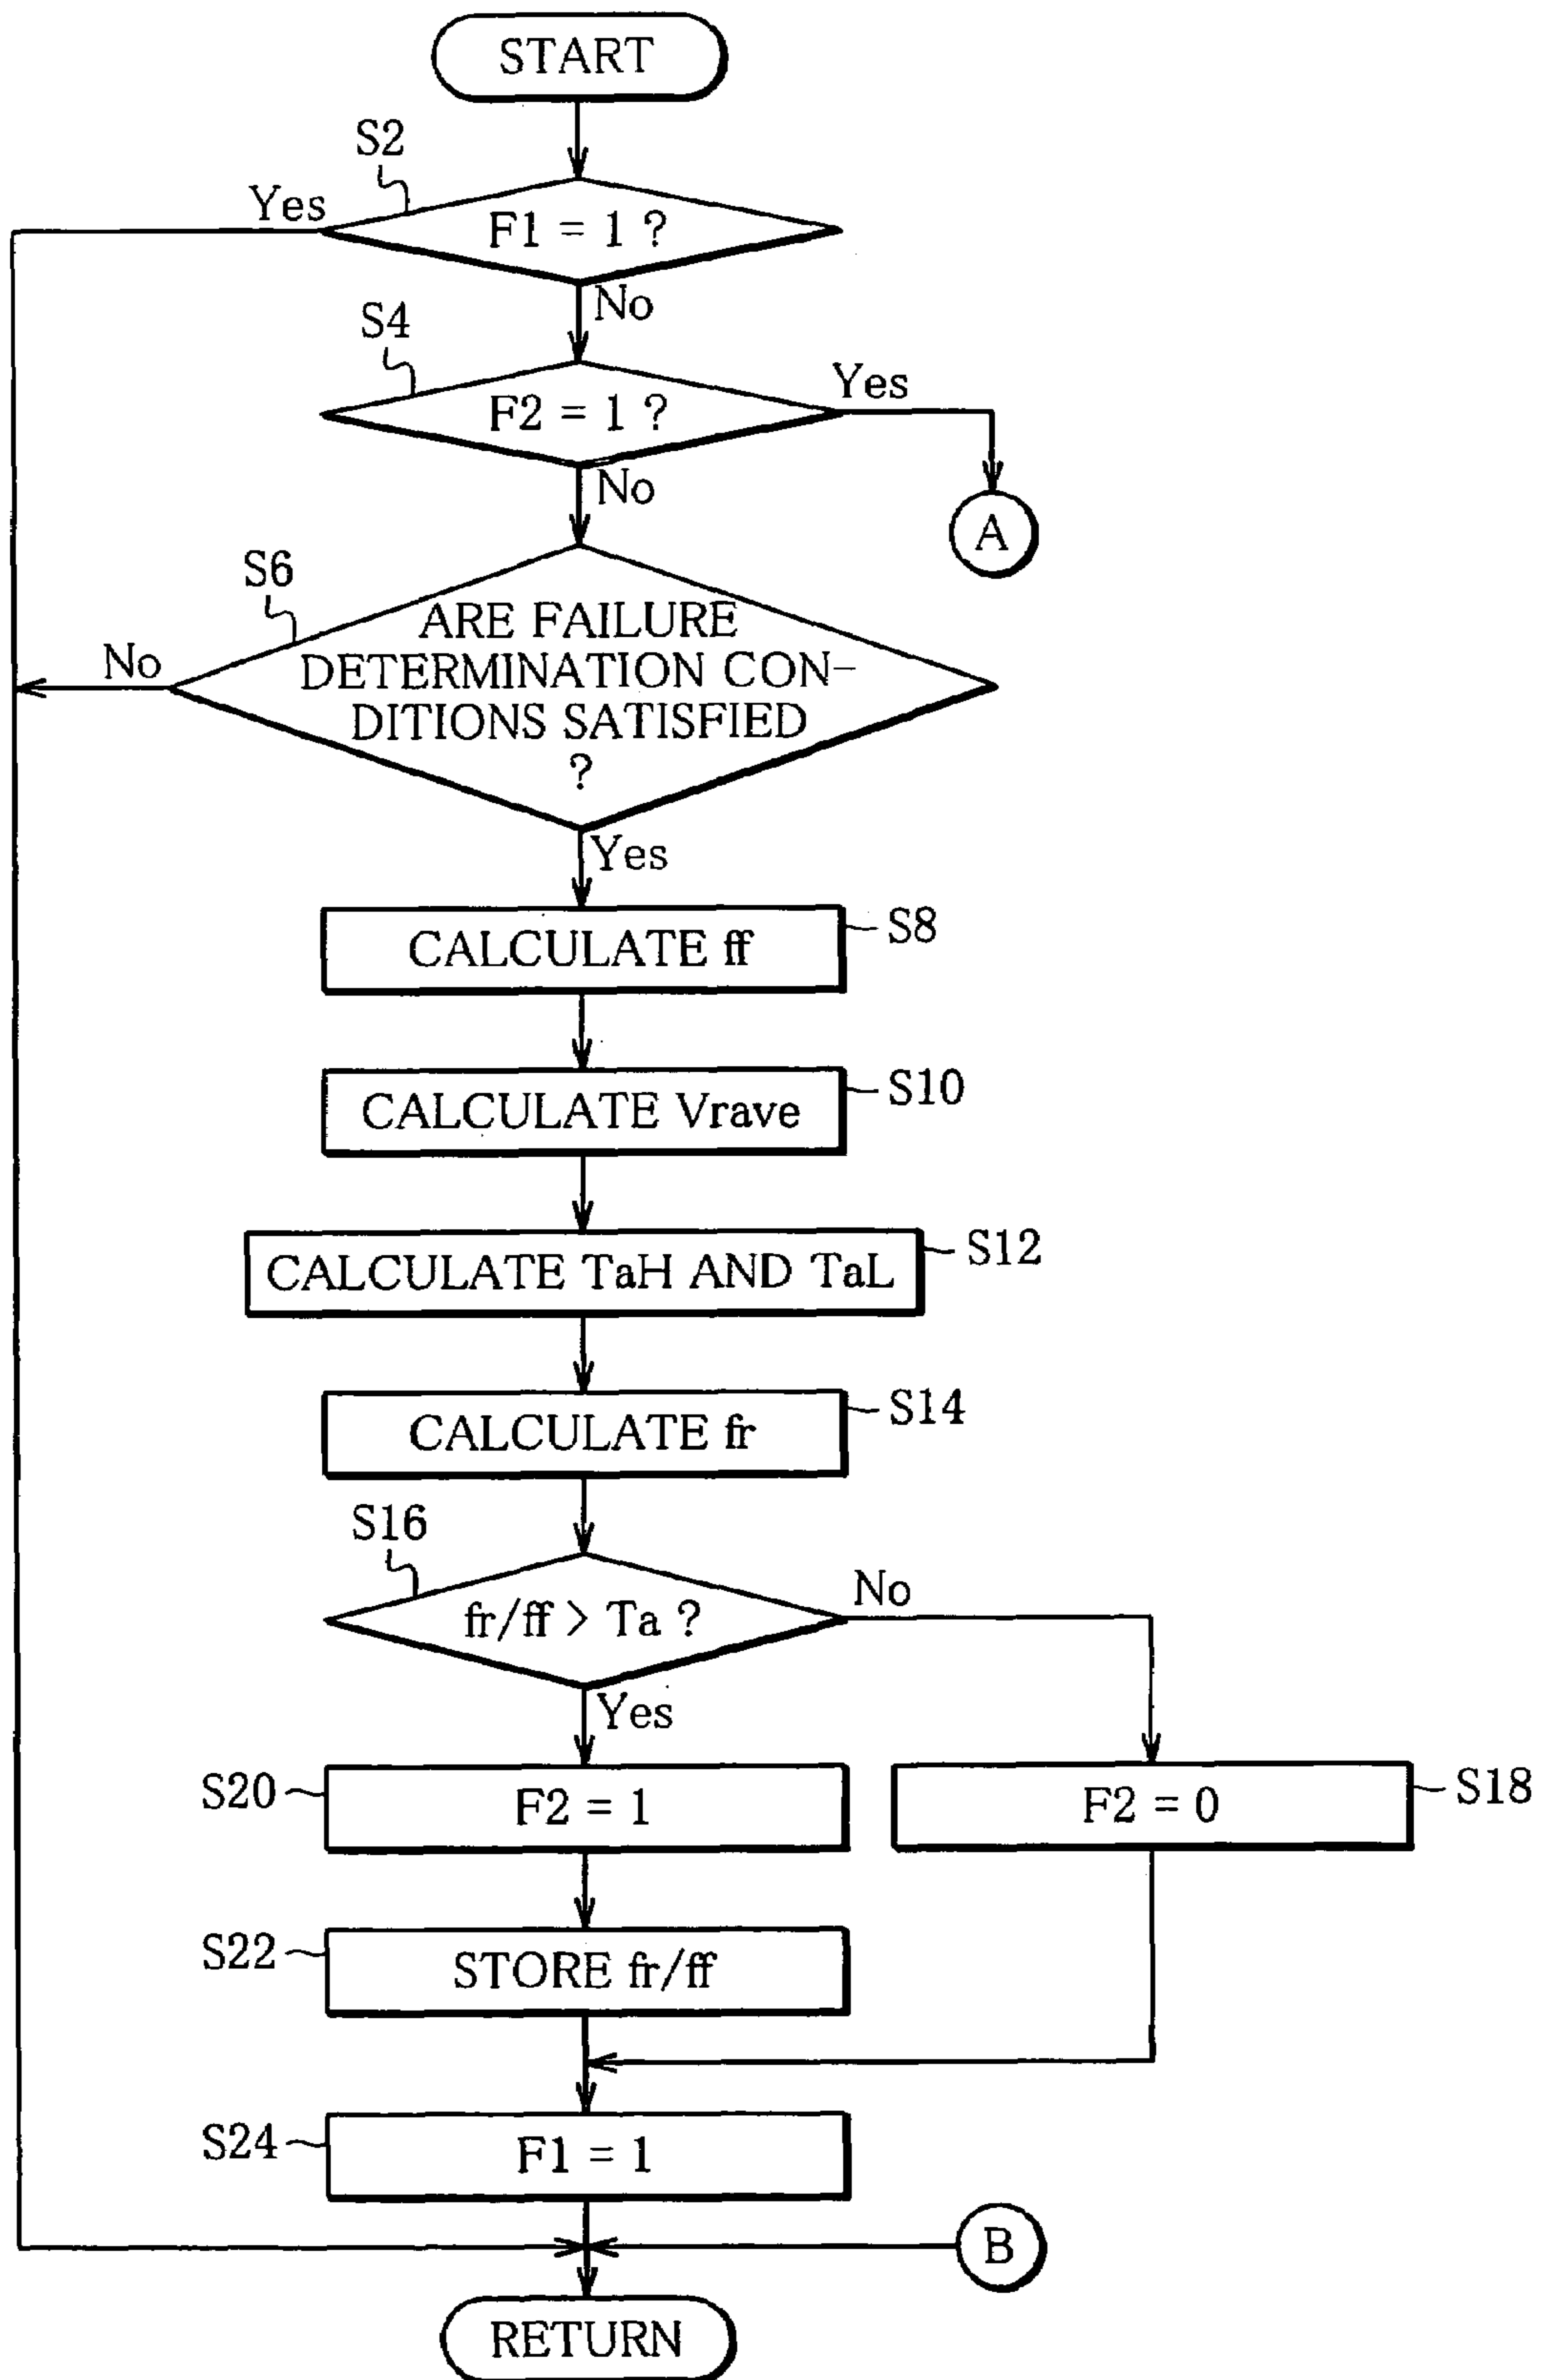 START
S2
Yes
F1 = 1 ?
No
S4
Yes
F2 = 1 ?
No
A
S6
ARE FAILURE
DETERMINATION CON-
DITIONS SATISFIED
?
No
Yes
CALCULATE ff
S8
CALCULATE Vrave
S10
CALCULATE TaH AND TaL
S12
CALCULATE fr
S14
S16
fr/ff > Ta ?
No
Yes
S20
F2 = 1
F2 = 0
S18
S22
STORE fr/ff
S24
F1 = 1
B
RETURN